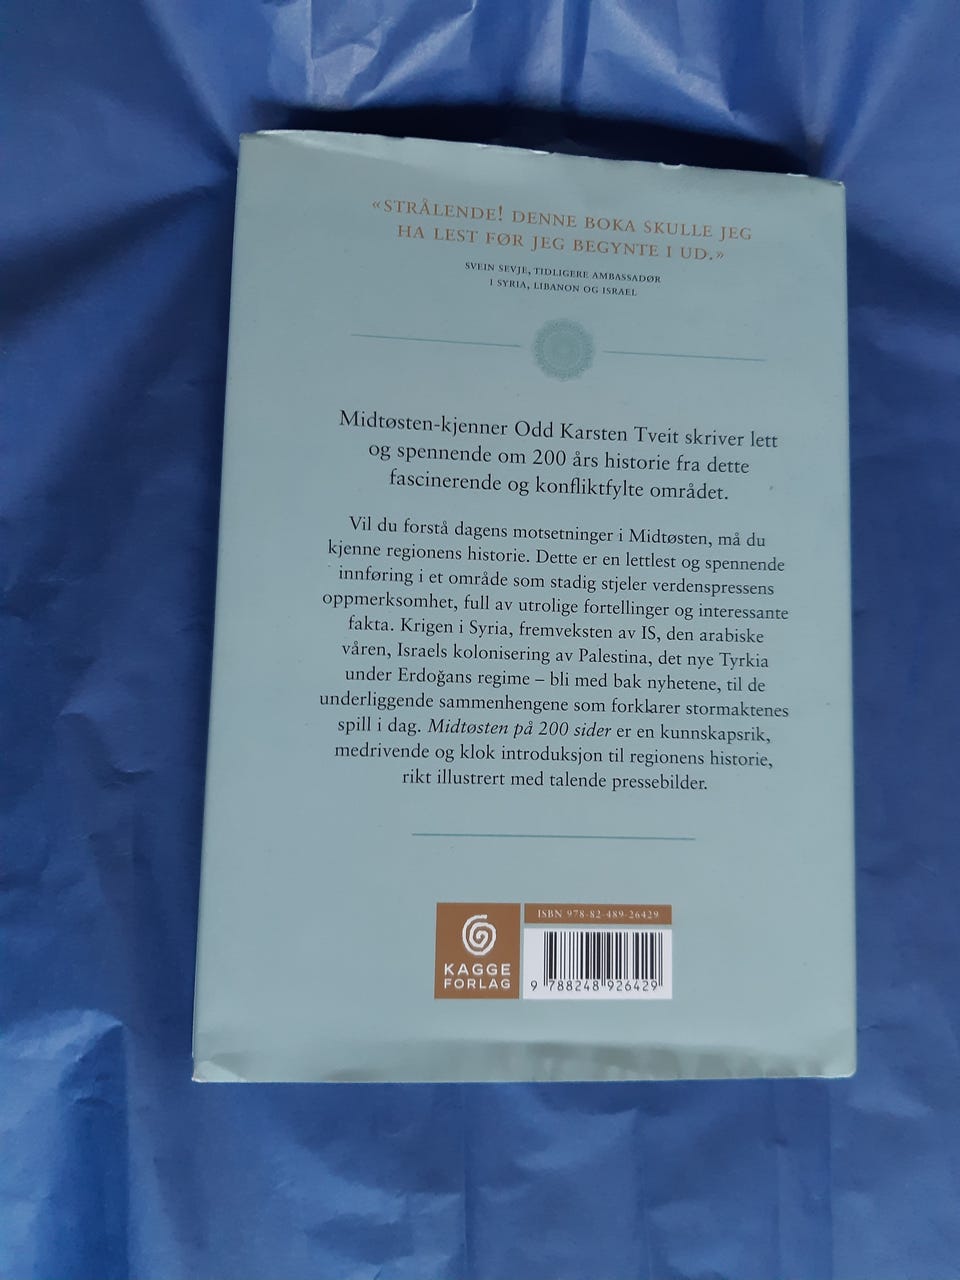 «STRÅLENDE! DENNE BOKA SKULLE JEG
HA LEST FØR JEG BEGYNTE I UD.»
SVEIN SEVJE, TIDLIGERE AMBASSADØR
I SYRIA, LIBANON OG ISRAEL
Midtøsten-kjenner Odd Karsten Tveit skriver lett
og spennende om 200 års historie fra dette
fascinerende og konfliktfylte området.
Vil du forstå dagens motsetninger i Midtøsten, må du
kjenne regionens historie. Dette er en lettlest og spennende
innføring i et område som stadig stjeler verdenspressens
oppmerksomhet, full av utrolige fortellinger og interessante
fakta. Krigen i Syria, fremveksten av IS, den arabiske
våren, Israels kolonisering av Palestina, det nye Tyrkia
under Erdoğans regime – bli med bak nyhetene, til de
underliggende sammenhengene som forklarer stormaktenes
spill i dag. Midtøsten på 200 sider er en kunnskapsrik,
medrivende og klok introduksjon til regionens historie,
rikt illustrert med talende pressebilder.
KAGGE
FORLAG
ISBN 978-82-489-26429
9 788248 926429